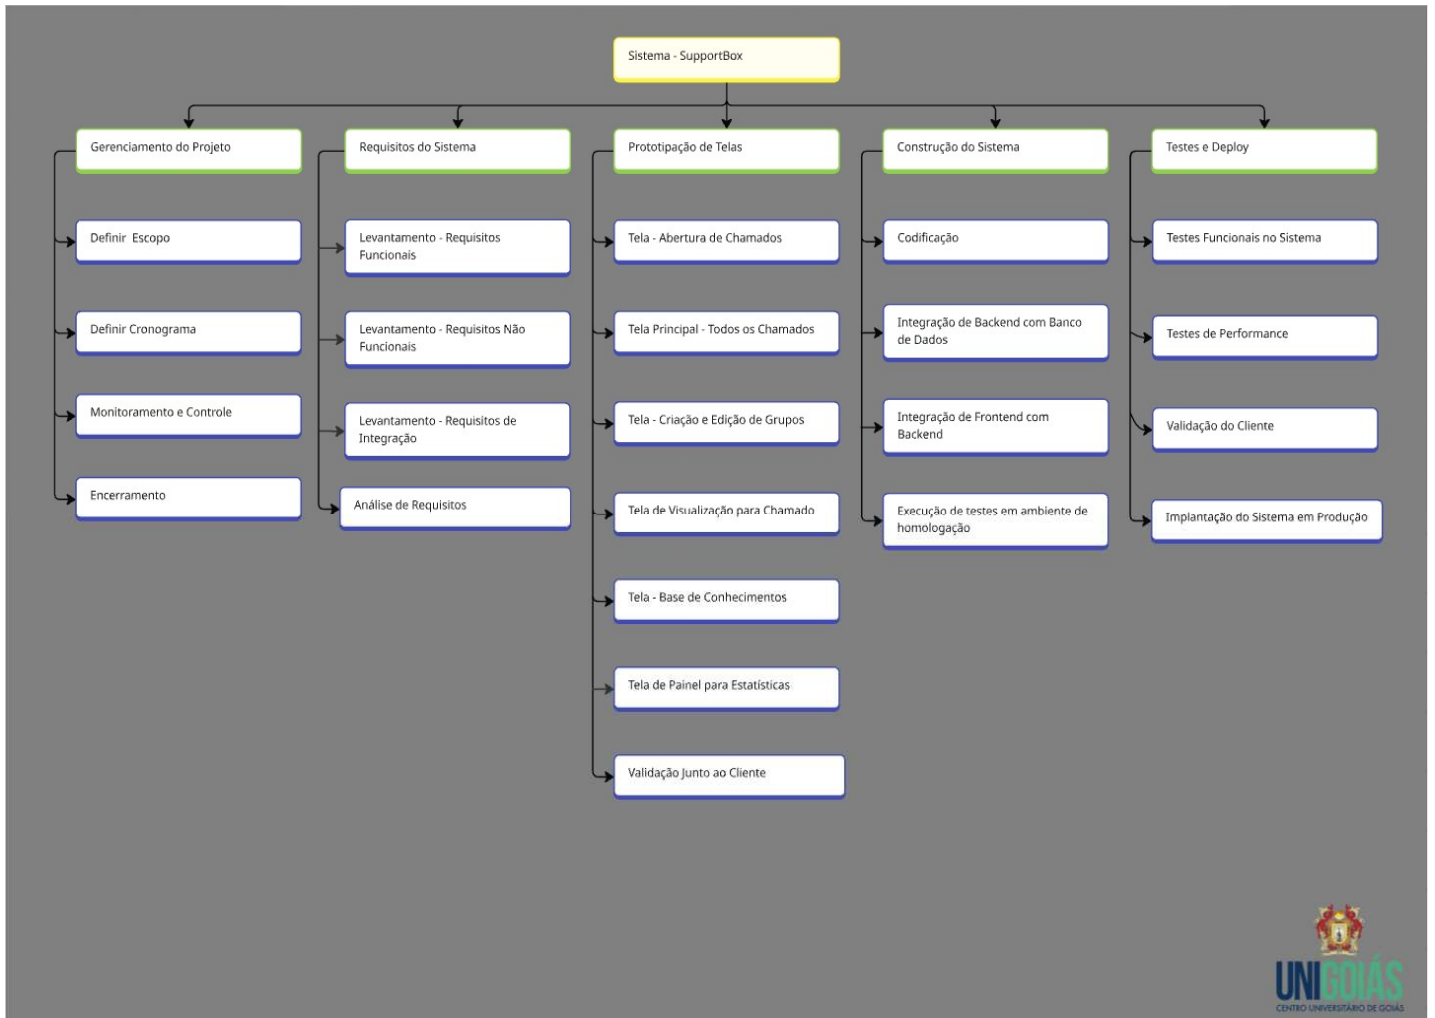 Sistema - SupportBox
Gerenciamento do Projeto
Definir Escopo
Definir Cronograma
Monitoramento e Controle
Encerramento
Requisitos do Sistema
Levantamento - Requisitos
Funcionais
Levantamento - Requisitos Não
Funcionais
Levantamento - Requisitos de
Integração
Análise de Requisitos
Prototipação de Telas
Tela - Abertura de Chamados
Tela Principal - Todos os Chamados
Tela - Criação e Edição de Grupos
Tela de Visualização para Chamado
Tela - Base de Conhecimentos
Tela de Painel para Estatísticas
Validação Junto ao Cliente
Construção do Sistema
Codificação
Integração de Backend com Banco
de Dados
Integração de Frontend com
Backend
Execução de testes em ambiente de
homologação
Testes e Deploy
Testes Funcionais no Sistema
Testes de Performance
Validação do Cliente
Implantação do Sistema em Produção
UNIGOIÁS
CENTRO UNIVERSITÁRIO DE GOIÁS